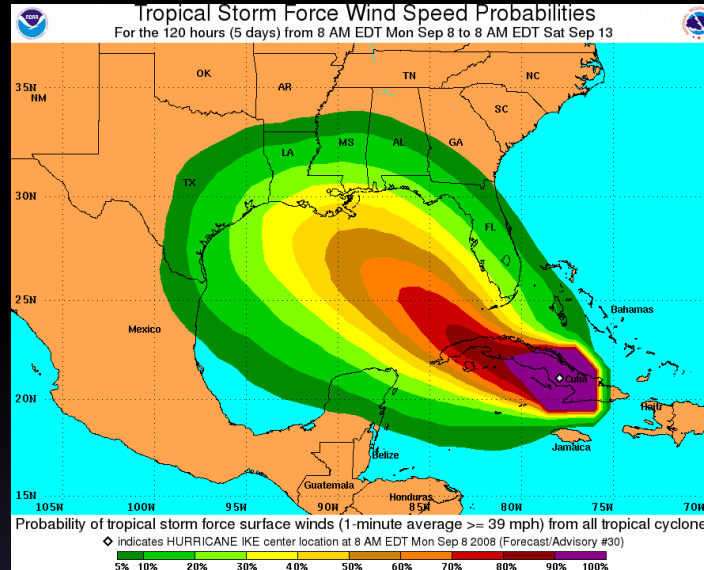 Tropical Storm Force Wind Speed Probabilities
For the 120 hours (5 days) from 8 AM EDT Mon Sep 8 to 8 AM EDT Sat Sep 13
NOAA
35N
NM
OK
AR
TN
NC
SC
MS
AL
GA
LA
TX
30N
FL
25N
Bahamas
Mexico
Cuba
20N
Haiti
Jamaica
Belize
Guatemala
Honduras
15N
105W
100W
95W
90W
85W
80W
75W
70W
Probability of tropical storm force surface winds (1-minute average >= 39 mph) from all tropical cyclone
indicates HURRICANE IKE center location at 8 AM EDT Mon Sep 8 2008 (Forecast/Advisory #30)
5% 10% 20% 30% 40% 50% 60% 70% 80% 90% 100%